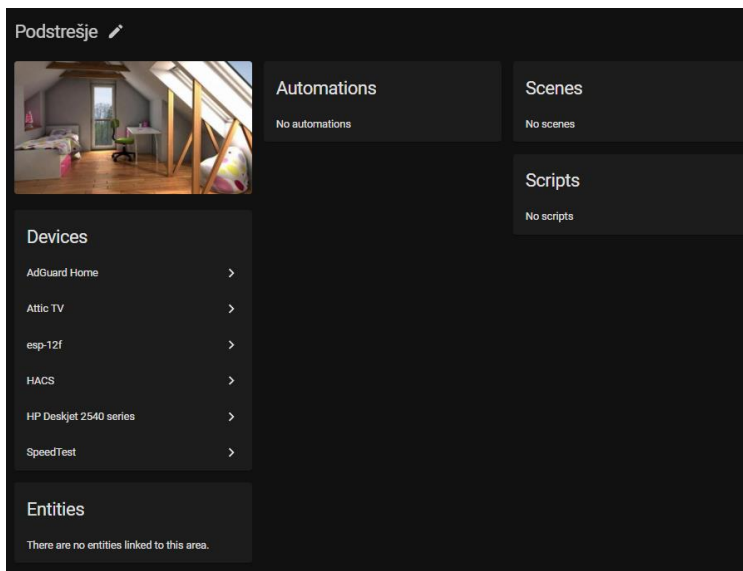 Podstrešje
Automations
No automations
Scenes
No scenes
Scripts
No scripts
Devices
AdGuard Home
Attic TV
esp-12f
HACS
HP Deskjet 2540 series
SpeedTest
Entities
There are no entities linked to this area.